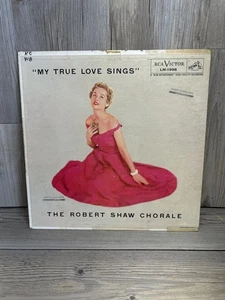 "MY TRUE LOVE SINGS"
RCA VICTOR
LM-1998
THE ROBERT SHAW CHORALE